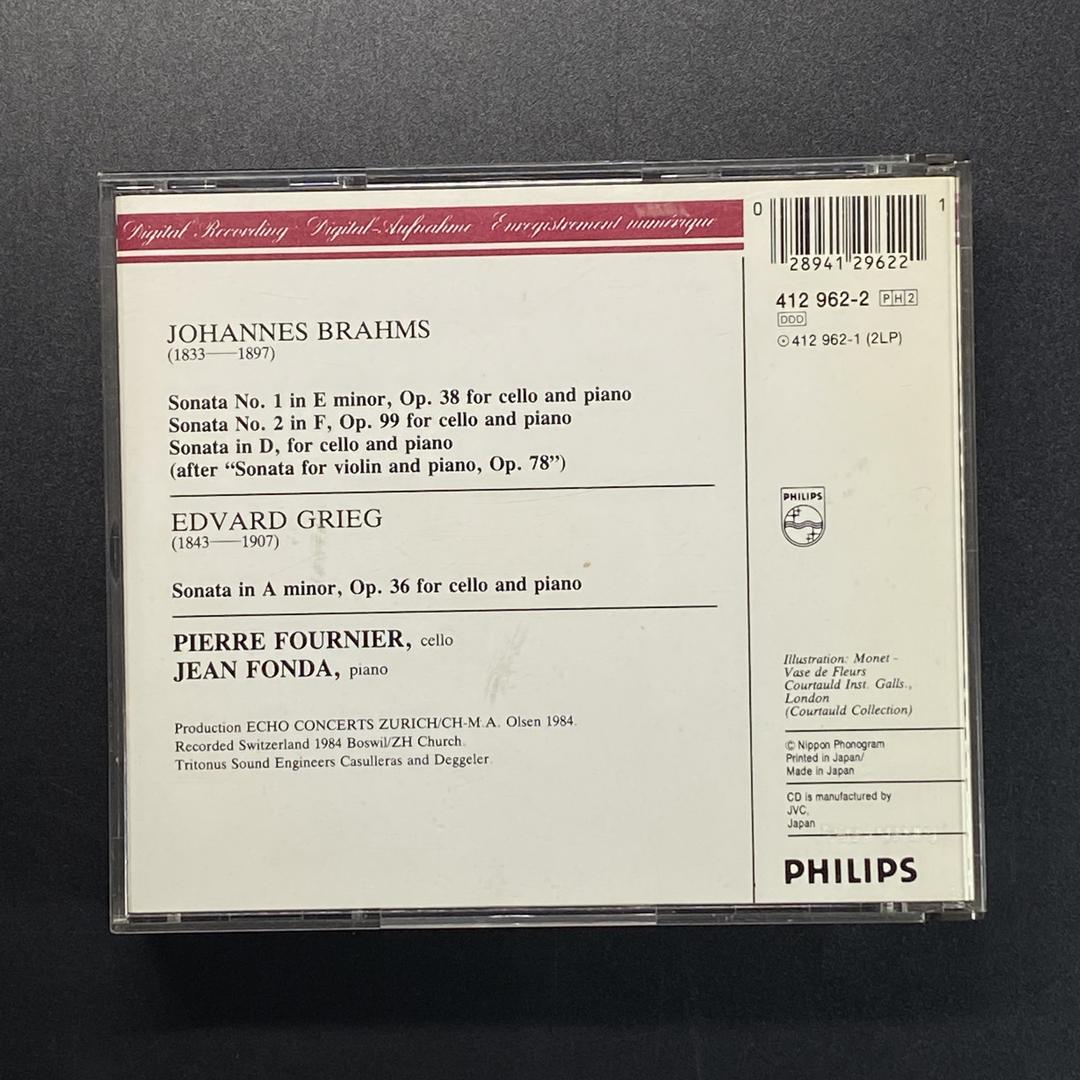 Digital Recording Digital-Aufnahme Enregistrement numérique
JOHANNES BRAHMS
(1833—1897)
Sonata No. 1 in E minor, Op. 38 for cello and piano
Sonata No. 2 in F, Op. 99 for cello and piano
Sonata in D, for cello and piano
(after “Sonata for violin and piano, Op. 78”)
EDVARD GRIEG
(1843—1907)
Sonata in A minor, Op. 36 for cello and piano
PIERRE FOURNIER, cello
JEAN FONDA, piano
Production ECHO CONCERTS ZURICH/CH-M.A. Olsen 1984.
Recorded Switzerland 1984 Boswil/ZH Church.
Tritonus Sound Engineers Casulleras and Deggeler.
0 28941 29622 1
412 962-2 PH2
DDD
412 962-1 (2LP)
PHILIPS
Illustration: Monet -
Vase de Fleurs
Courtauld Inst. Galls.,
London
(Courtauld Collection)
© Nippon Phonogram
Printed in Japan/
Made in Japan
CD is manufactured by
JVC,
Japan
PHILIPS